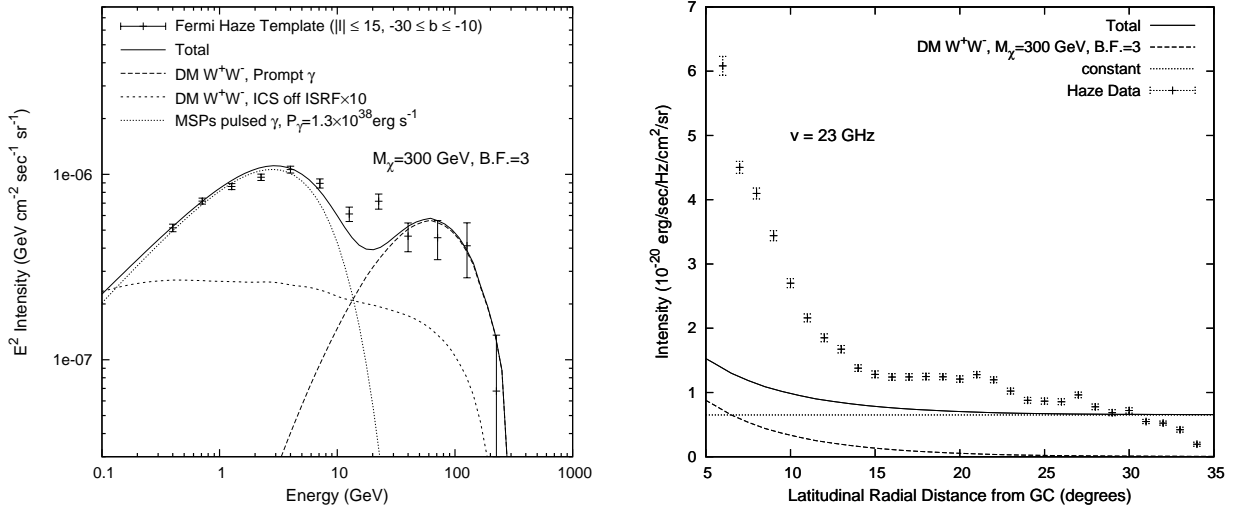 Fermi Haze Template (|l| ≤ 15, -30 ≤ b ≤ -10)
Total
DM W⁺W⁻, Prompt γ
DM W⁺W⁻, ICS off ISRF×10
MSPs pulsed γ, P_γ=1.3×10³⁸erg s⁻¹
M_χ=300 GeV, B.F.=3
1e-06
1e-07
E² Intensity (GeV cm⁻² sec⁻¹ sr⁻¹)
0.1 1 10 100 1000
Energy (GeV)
Total
DM W⁺W⁻, M_χ=300 GeV, B.F.=3
constant
Haze Data
ν = 23 GHz
7
6
5
4
3
2
1
0
Intensity (10⁻²⁰ erg/sec/Hz/cm²/sr)
5 10 15 20 25 30 35
Latitudinal Radial Distance from GC (degrees)